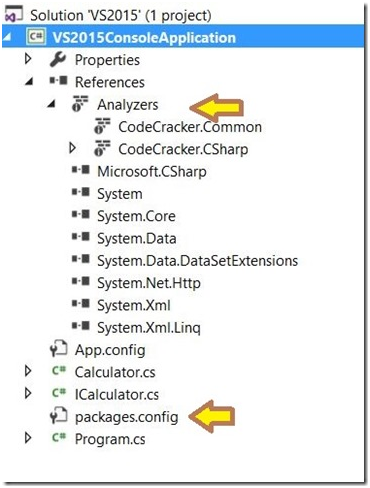 Solution 'VS2015' (1 project)
VS2015ConsoleApplication
Properties
References
Analyzers
CodeCracker.Common
CodeCracker.CSharp
Microsoft.CSharp
System
System.Core
System.Data
System.Data.DataSetExtensions
System.Net.Http
System.Xml
System.Xml.Linq
App.config
C# Calculator.cs
C# ICalculator.cs
packages.config
C# Program.cs